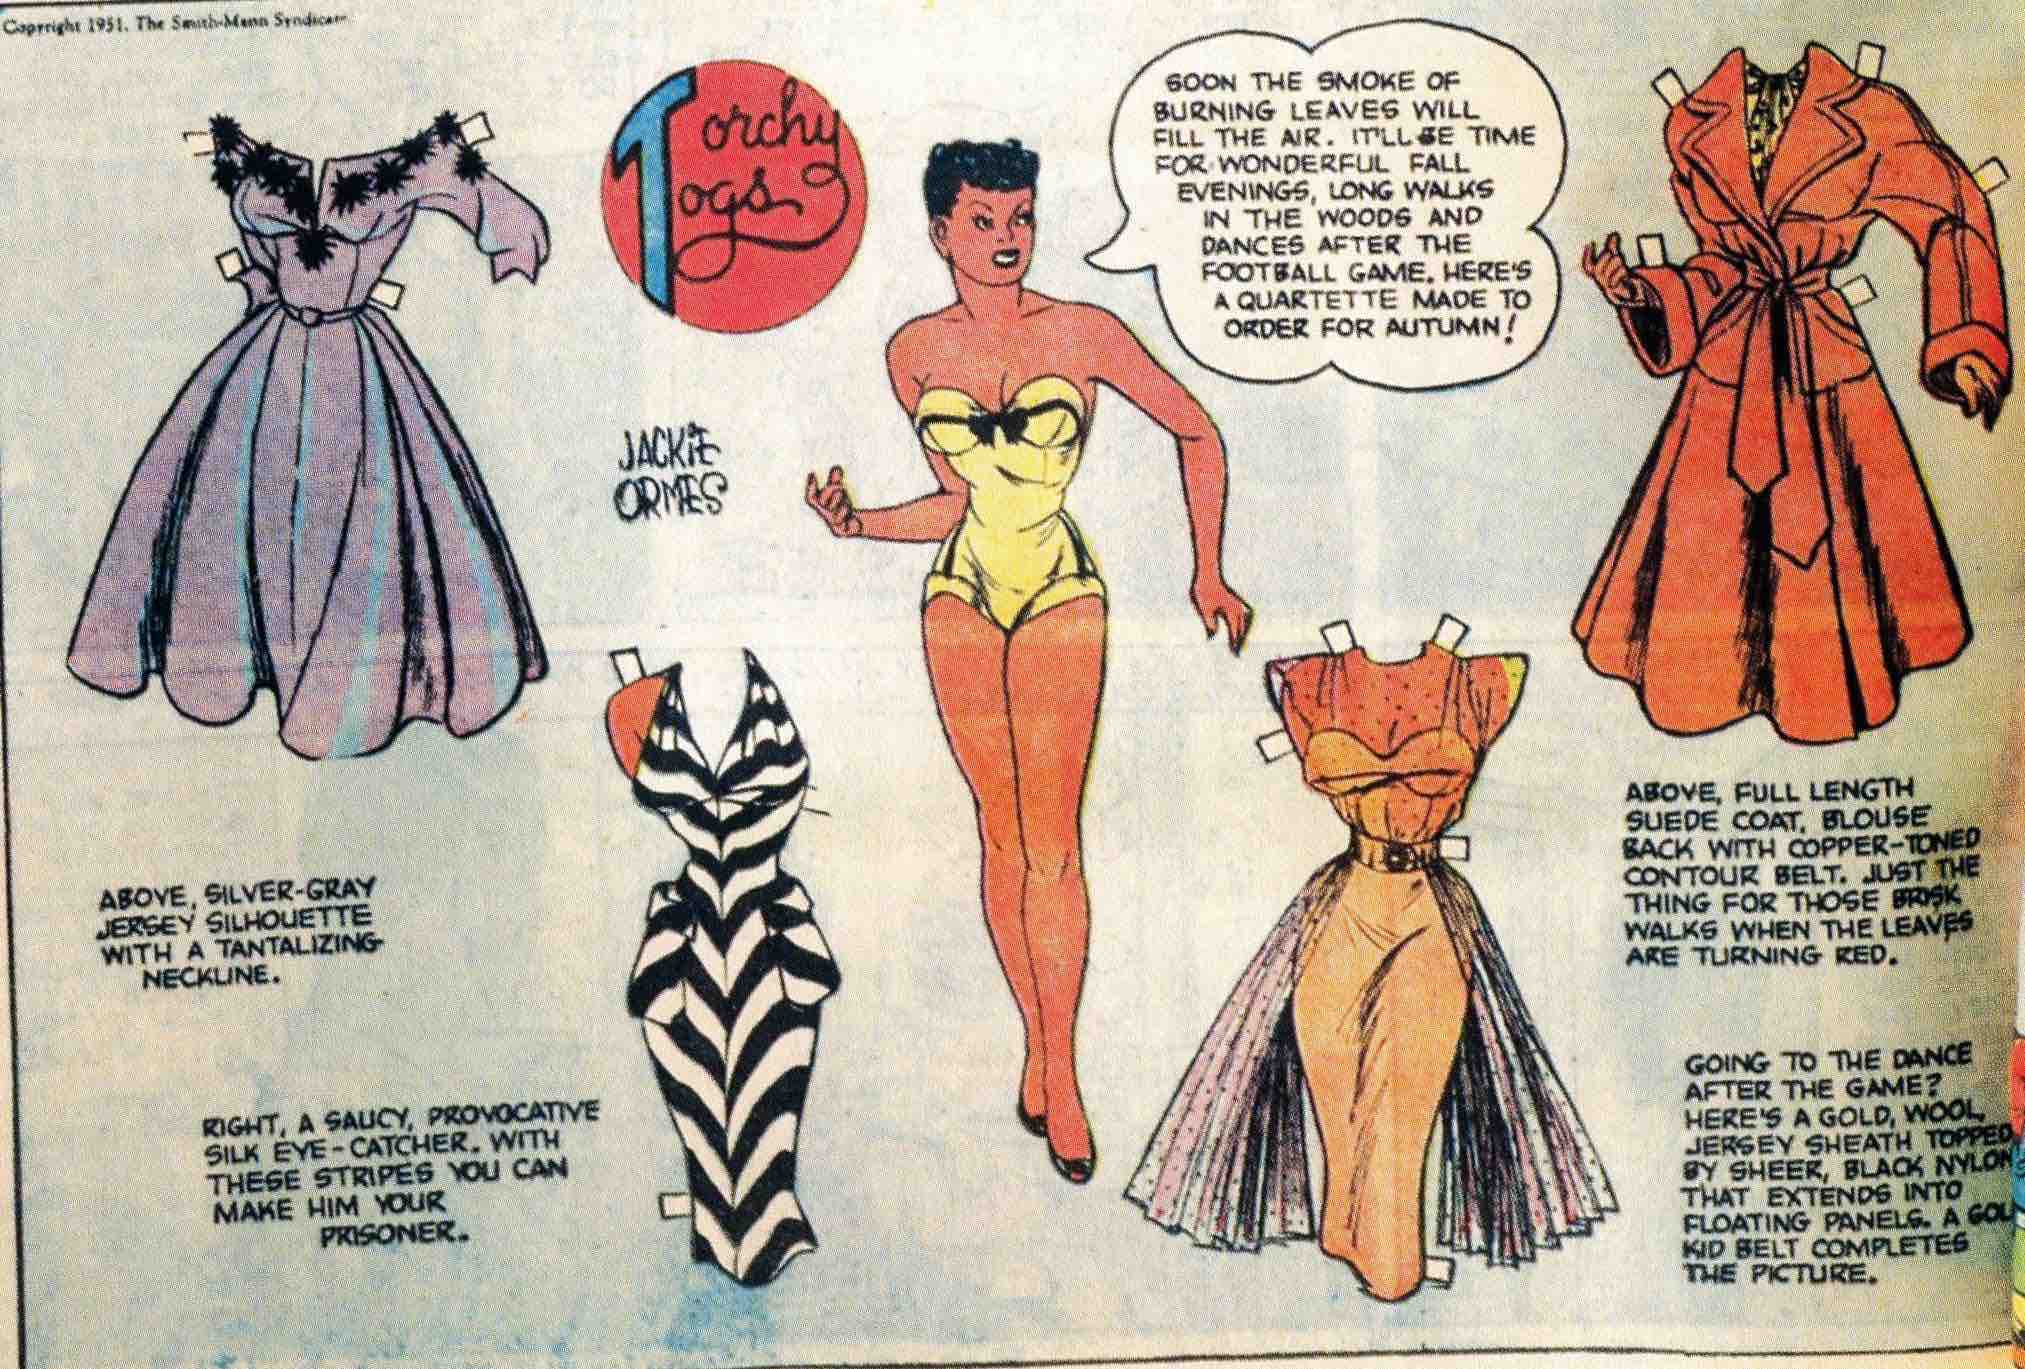 Copyright 1951. The Smith-Mann Syndicate
Torchy
Togs
JACKIE
ORMES
SOON THE SMOKE OF
BURNING LEAVES WILL
FILL THE AIR. IT'LL BE TIME
FOR WONDERFUL FALL
EVENINGS, LONG WALKS
IN THE WOODS AND
DANCES AFTER THE
FOOTBALL GAME. HERE'S
A QUARTETTE MADE TO
ORDER FOR AUTUMN!
ABOVE, SILVER-GRAY
JERSEY SILHOUETTE
WITH A TANTALIZING
NECKLINE.
RIGHT, A SAUCY, PROVOCATIVE
SILK EYE-CATCHER. WITH
THESE STRIPES YOU CAN
MAKE HIM YOUR
PRISONER.
ABOVE, FULL LENGTH
SUEDE COAT, BLOUSE
BACK WITH COPPER-TONED
CONTOUR BELT. JUST THE
THING FOR THOSE BRISK
WALKS WHEN THE LEAVES
ARE TURNING RED.
GOING TO THE DANCE
AFTER THE GAME?
HERE'S A GOLD, WOOL,
JERSEY SHEATH TOPPED
BY SHEER, BLACK NYLON
THAT EXTENDS INTO
FLOATING PANELS. A GOL
KID BELT COMPLETES
THE PICTURE.